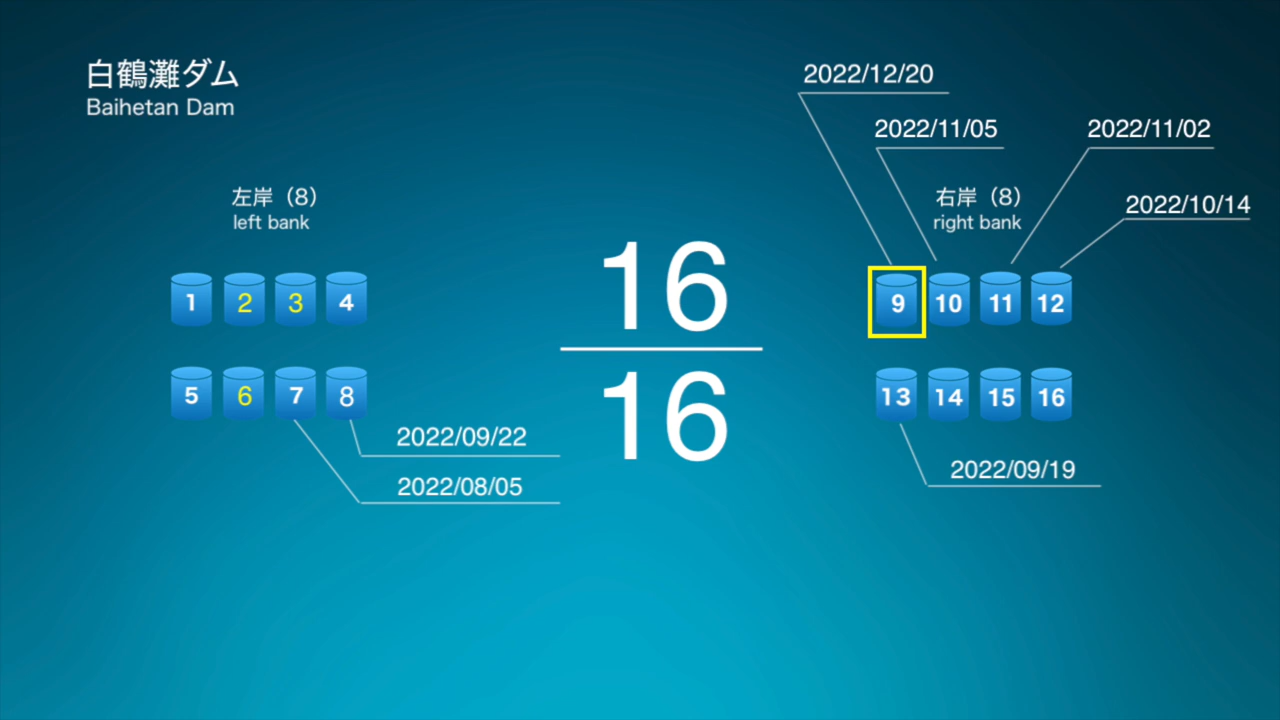 白鶴灘ダム
Baihetan Dam
左岸（8）
left bank
1 2 3 4
5 6 7 8
2022/09/22
2022/08/05
16
16
2022/12/20
2022/11/05
2022/11/02
2022/10/14
右岸（8）
right bank
9 10 11 12
13 14 15 16
2022/09/19